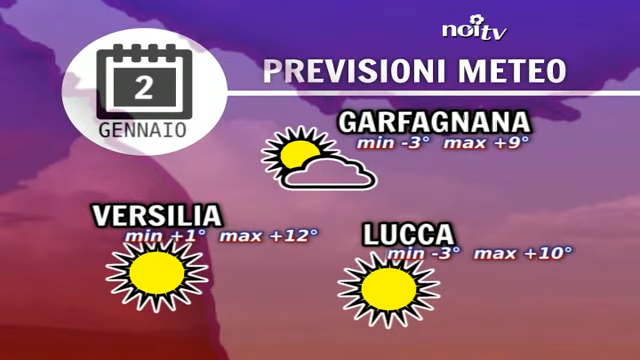 noitv
PREVISIONI METEO
2
GENNAIO
GARFAGNANA
min -3° max +9°
VERSILIA
min +1° max +12°
LUCCA
min -3° max +10°